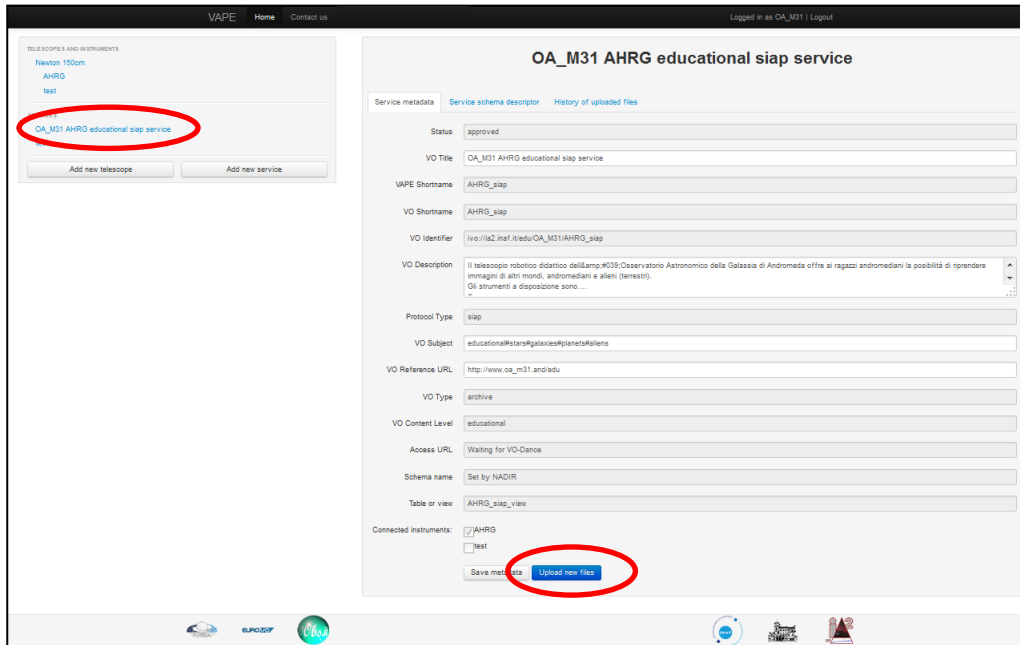 VAPE Home Contact us Logged in as OA_M31 | Logout
TELESCOPES AND INSTRUMENTS
Newton 150cm
AHRG
test
OA_M31 AHRG educational siap service
Add new telescope Add new service
OA_M31 AHRG educational siap service
Service metadata Service schema descriptor History of uploaded files
Status approved
VO Title OA_M31 AHRG educational siap service
VAPE Shortname AHRG_siap
VO Shortname AHRG_siap
VO Identifier ivo://ia2.inaf.it/edu/OA_M31/AHRG_siap
VO Description Il telescopio robotico didattico dell&amp;#039;Osservatorio Astronomico della Galassia di Andromeda offre ai ragazzi andromediani la posibilità di riprendere
immagini di altri mondi, andromediani e alieni (terrestri).
Gli strumenti a disposizione sono....
Protocol Type siap
VO Subject educational#stars#galaxies#planets#aliens
VO Reference URL http://www.oa_m31.and/edu
VO Type archive
VO Content Level educational
Access URL Waiting for VO-Dance
Schema name Set by NADIR
Table or view AHRG_siap_view
Connected instruments: AHRG
test
Save metadata Upload new files